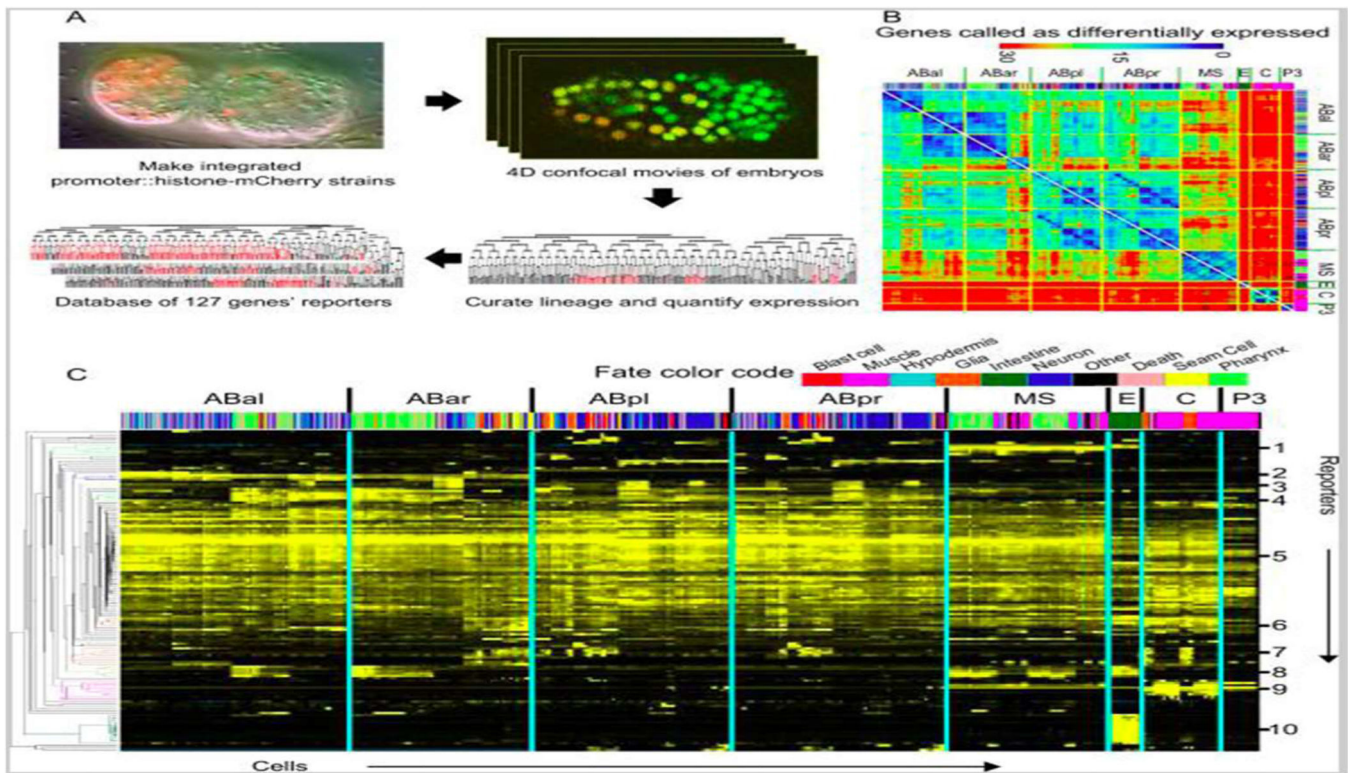 A
Make integrated
promoter::histone-mCherry strains
4D confocal movies of embryos
Database of 127 genes' reporters
Curate lineage and quantify expression
B
Genes called as differentially expressed
30 15 0
ABal ABar ABpl ABpr MS E C P3
ABal
ABar
ABpl
ABpr
MS
E
C
P3
C
Fate color code
Blast cell
Muscle
Hypodermis
Glia
Intestine
Neuron
Other
Death
Seam Cell
Pharynx
ABal ABar ABpl ABpr MS E C P3
1
2
3
4
5
6
7
8
9
10
Reporters
Cells